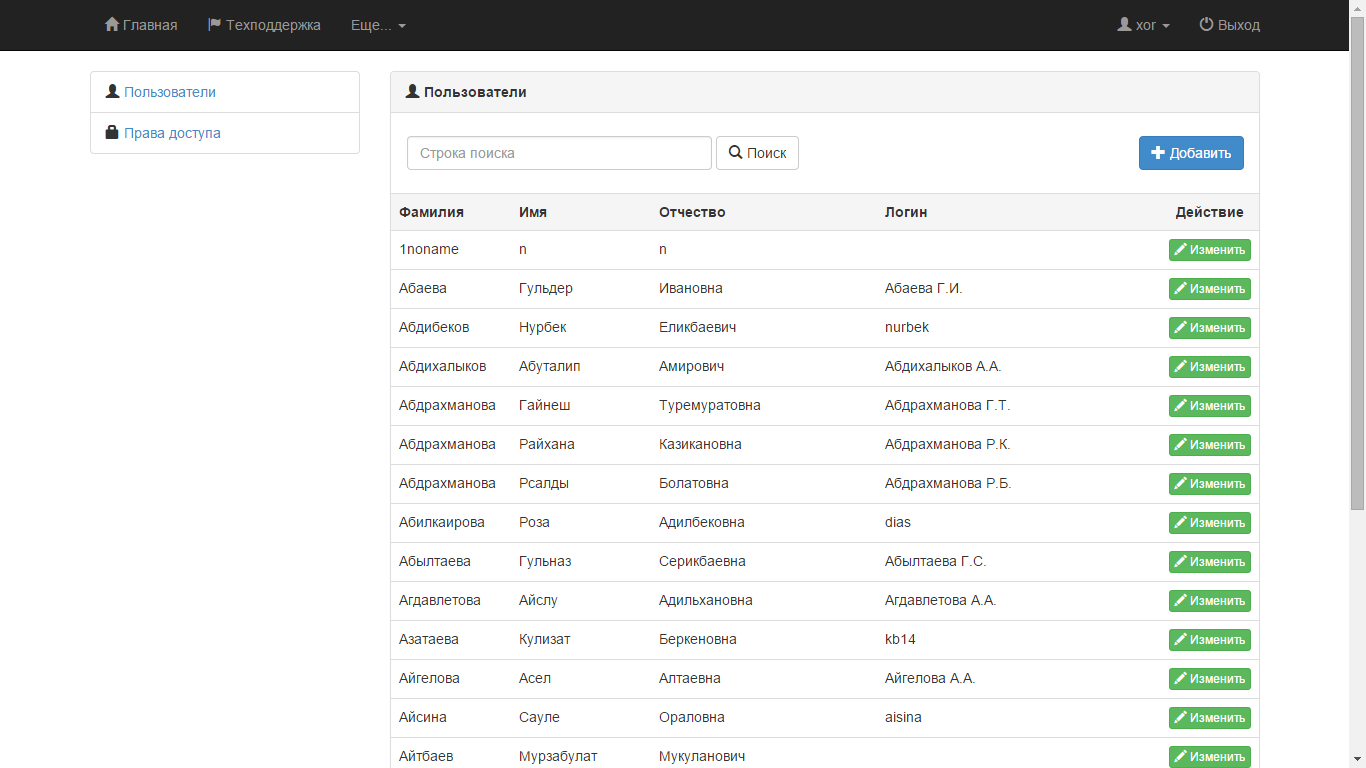 Главная Техподдержка Еще... xor Выход
Пользователи
Права доступа
Пользователи
Строка поиска Поиск Добавить
Фамилия Имя Отчество Логин Действие
1noname n n Изменить
Абаева Гульдер Ивановна Абаева Г.И. Изменить
Абдибеков Нурбек Еликбаевич nurbek Изменить
Абдихалыков Абуталип Амирович Абдихалыков А.А. Изменить
Абдрахманова Гайнеш Туремуратовна Абдрахманова Г.Т. Изменить
Абдрахманова Райхана Казикановна Абдрахманова Р.К. Изменить
Абдрахманова Рсалды Болатовна Абдрахманова Р.Б. Изменить
Абилкаирова Роза Адилбековна dias Изменить
Абылтаева Гульназ Серикбаевна Абылтаева Г.С. Изменить
Агдавлетова Айслу Адильхановна Агдавлетова А.А. Изменить
Азатаева Кулизат Беркеновна kb14 Изменить
Айгелова Асел Алтаевна Айгелова А.А. Изменить
Айсина Сауле Ораловна aisina Изменить
Айтбаев Мурзабулат Мукуланович Изменить